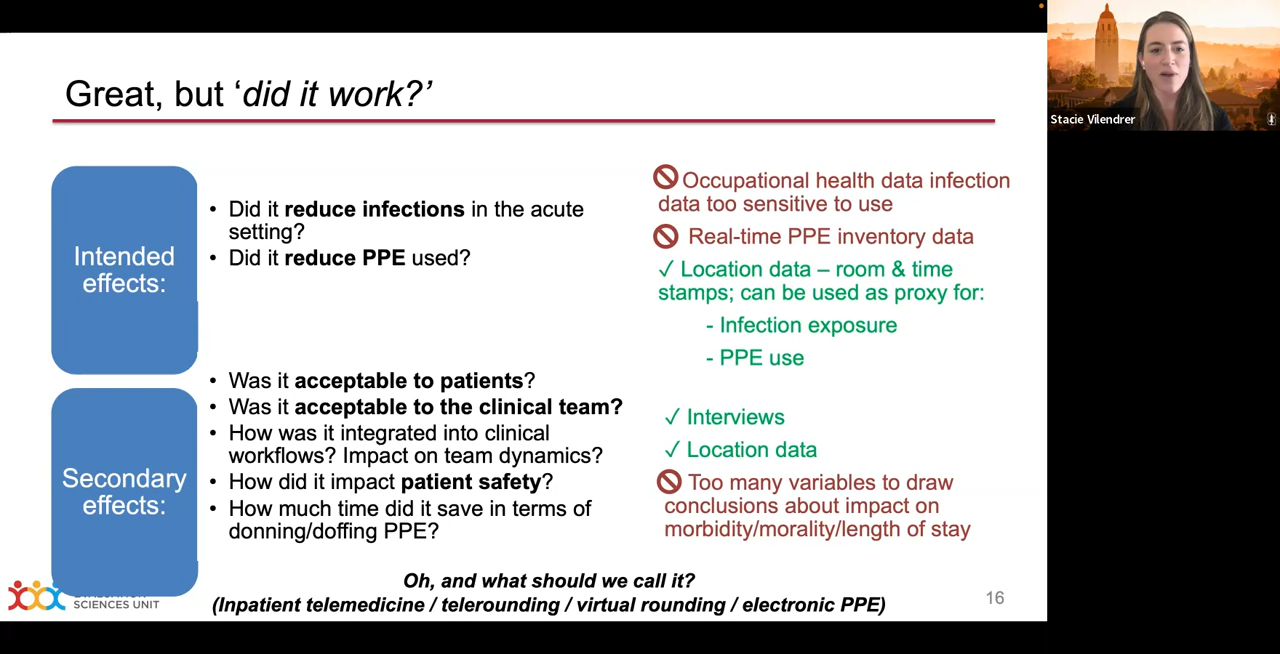 Great, but ‘did it work?’
Stacie Vilendrer
Intended
effects:
• Did it reduce infections in the acute
setting?
• Did it reduce PPE used?
Occupational health data infection
data too sensitive to use
Real-time PPE inventory data
✓ Location data – room & time
stamps; can be used as proxy for:
- Infection exposure
- PPE use
Secondary
effects:
• Was it acceptable to patients?
• Was it acceptable to the clinical team?
• How was it integrated into clinical
workflows? Impact on team dynamics?
• How did it impact patient safety?
• How much time did it save in terms of
donning/doffing PPE?
✓ Interviews
✓ Location data
Too many variables to draw
conclusions about impact on
morbidity/morality/length of stay
Oh, and what should we call it?
(Inpatient telemedicine / telerounding / virtual rounding / electronic PPE)
SCIENCES UNIT
16